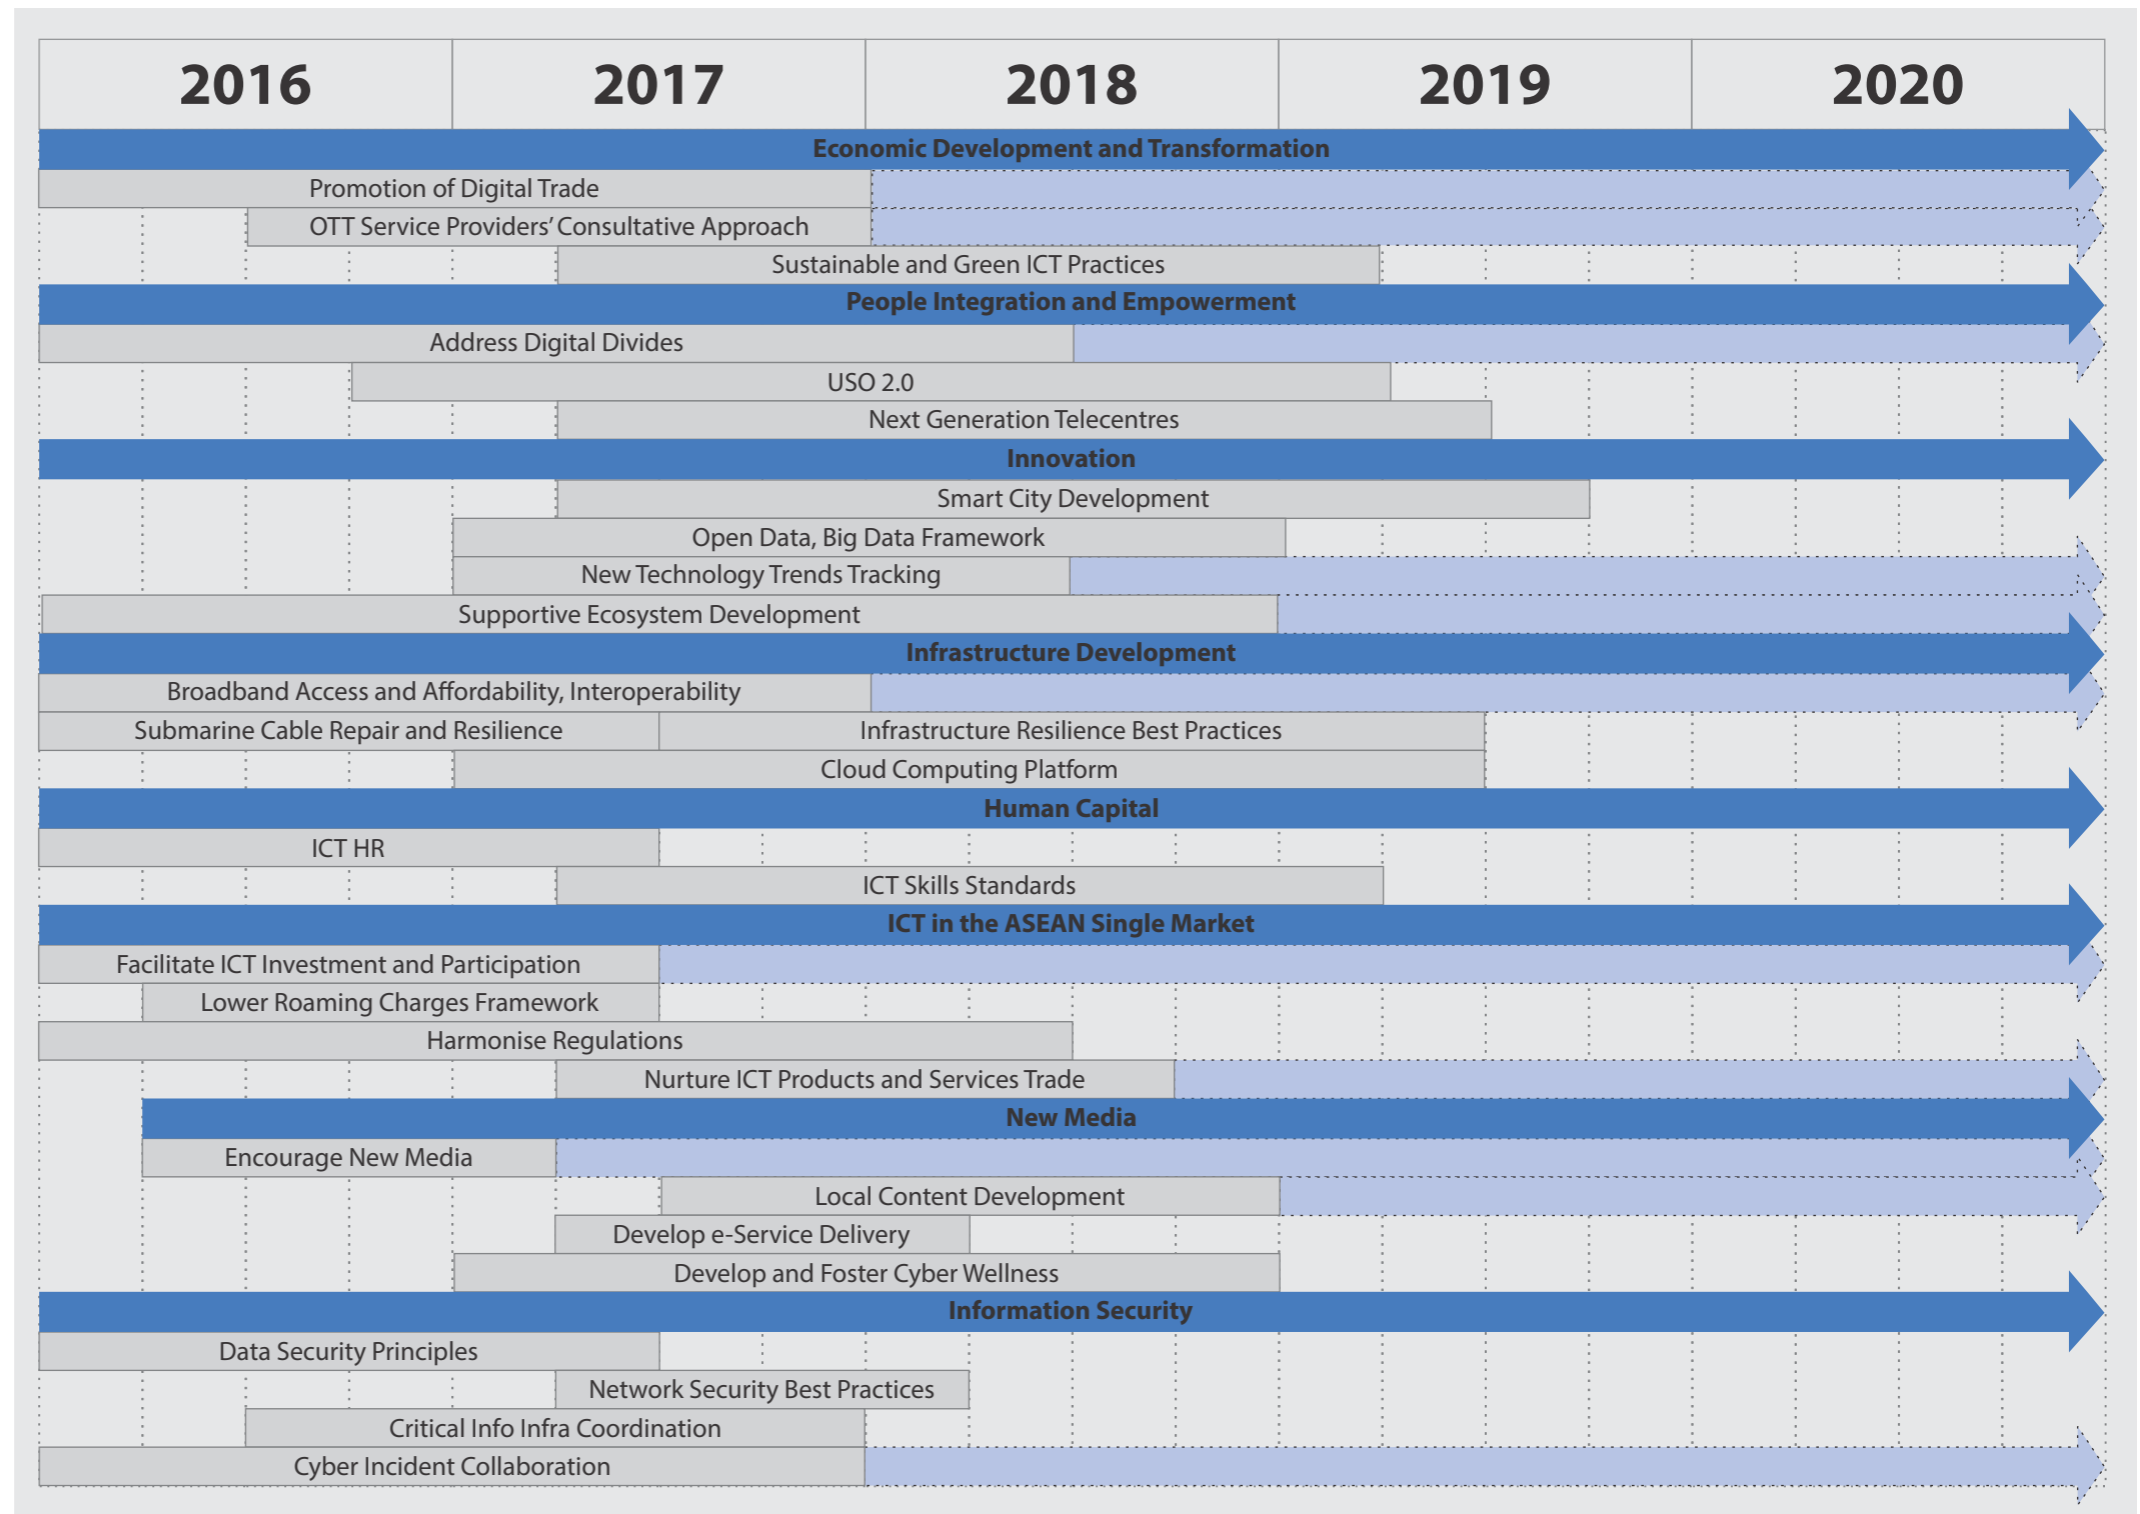 2016 2017 2018 2019 2020
Economic Development and Transformation
Promotion of Digital Trade
OTT Service Providers’ Consultative Approach
Sustainable and Green ICT Practices
People Integration and Empowerment
Address Digital Divides
USO 2.0
Next Generation Telecentres
Innovation
Smart City Development
Open Data, Big Data Framework
New Technology Trends Tracking
Supportive Ecosystem Development
Infrastructure Development
Broadband Access and Affordability, Interoperability
Submarine Cable Repair and Resilience Infrastructure Resilience Best Practices
Cloud Computing Platform
Human Capital
ICT HR
ICT Skills Standards
ICT in the ASEAN Single Market
Facilitate ICT Investment and Participation
Lower Roaming Charges Framework
Harmonise Regulations
Nurture ICT Products and Services Trade
New Media
Encourage New Media
Local Content Development
Develop e-Service Delivery
Develop and Foster Cyber Wellness
Information Security
Data Security Principles
Network Security Best Practices
Critical Info Infra Coordination
Cyber Incident Collaboration